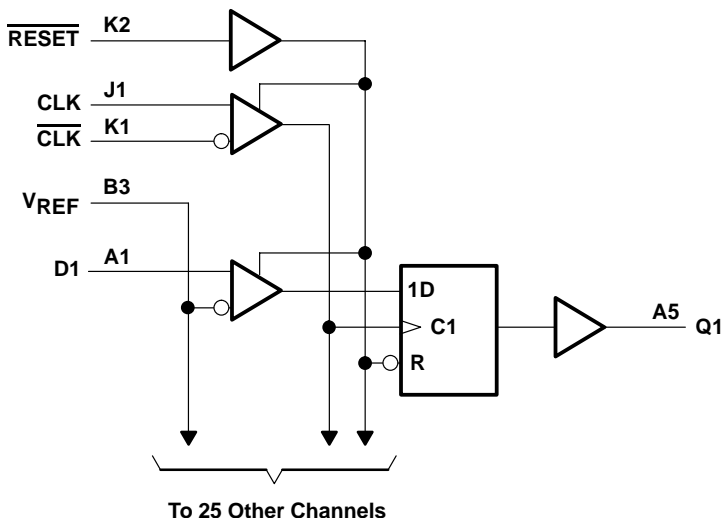 RESET K2
CLK J1
CLK K1
VREF B3
D1 A1
1D
C1
R
A5 Q1
To 25 Other Channels